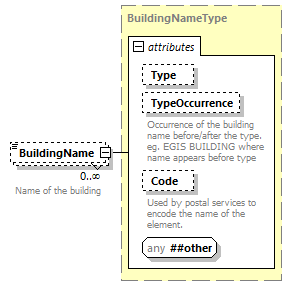 BuildingNameType
attributes
Type
TypeOccurrence
Occurrence of the building
name before/after the type.
eg. EGIS BUILDING where
name appears before type
BuildingName
0..∞
Name of the building
Code
Used by postal services to
encode the name of the
element.
any ##other